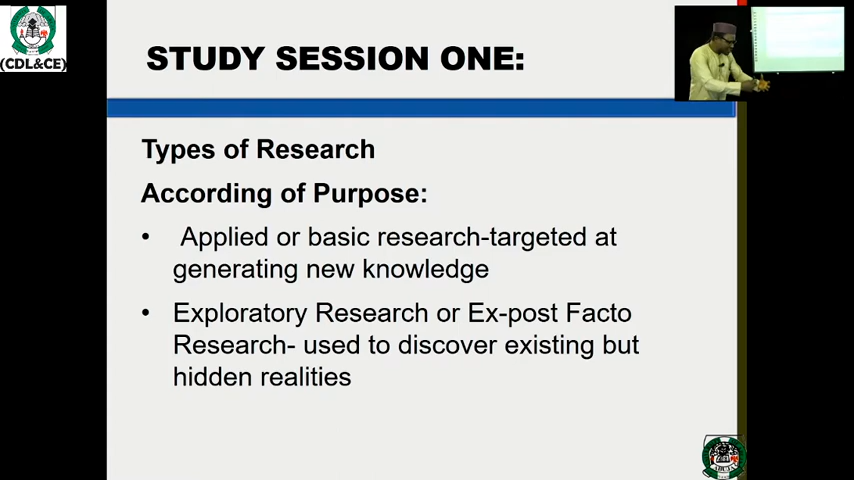 (CDL&CE)
STUDY SESSION ONE:
Types of Research
According of Purpose:
• Applied or basic research-targeted at
generating new knowledge
• Exploratory Research or Ex-post Facto
Research- used to discover existing but
hidden realities